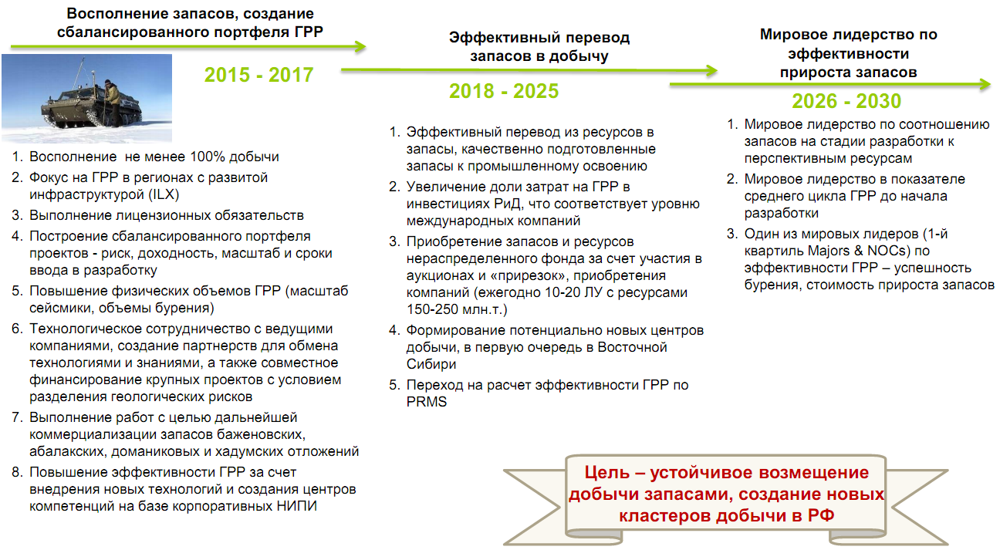 Восполнение запасов, создание
сбалансированного портфеля ГРР
2015 - 2017
1. Восполнение не менее 100% добычи
2. Фокус на ГРР в регионах с развитой
инфраструктурой (ILX)
3. Выполнение лицензионных обязательств
4. Построение сбалансированного портфеля
проектов - риск, доходность, масштаб и сроки
ввода в разработку
5. Повышение физических объемов ГРР (масштаб
сейсмики, объемы бурения)
6. Технологическое сотрудничество с ведущими
компаниями, создание партнерств для обмена
технологиями и знаниями, а также совместное
финансирование крупных проектов с условием
разделения геологических рисков
7. Выполнение работ с целью дальнейшей
коммерциализации запасов баженовских,
абалакских, доманиковых и хадумских отложений
8. Повышение эффективности ГРР за счет
внедрения новых технологий и создания центров
компетенций на базе корпоративных НИПИ
Эффективный перевод
запасов в добычу
2018 - 2025
1. Эффективный перевод из ресурсов в
запасы, качественно подготовленные
запасы к промышленному освоению
2. Увеличение доли затрат на ГРР в
инвестициях РиД, что соответствует уровню
международных компаний
3. Приобретение запасов и ресурсов
нераспределенного фонда за счет участия в
аукционах и «прирезок», приобретения
компаний (ежегодно 10-20 ЛУ с ресурсами
150-250 млн.т.)
4. Формирование потенциально новых центров
добычи, в первую очередь в Восточной
Сибири
5. Переход на расчет эффективности ГРР по
PRMS
Мировое лидерство по
эффективности
прироста запасов
2026 - 2030
1. Мировое лидерство по соотношению
запасов на стадии разработки к
перспективным ресурсам
2. Мировое лидерство в показателе
среднего цикла ГРР до начала
разработки
3. Один из мировых лидеров (1-й
квартиль Majors & NOCs) по
эффективности ГРР – успешность
бурения, стоимость прироста запасов
Цель – устойчивое возмещение
добычи запасами, создание новых
кластеров добычи в РФ